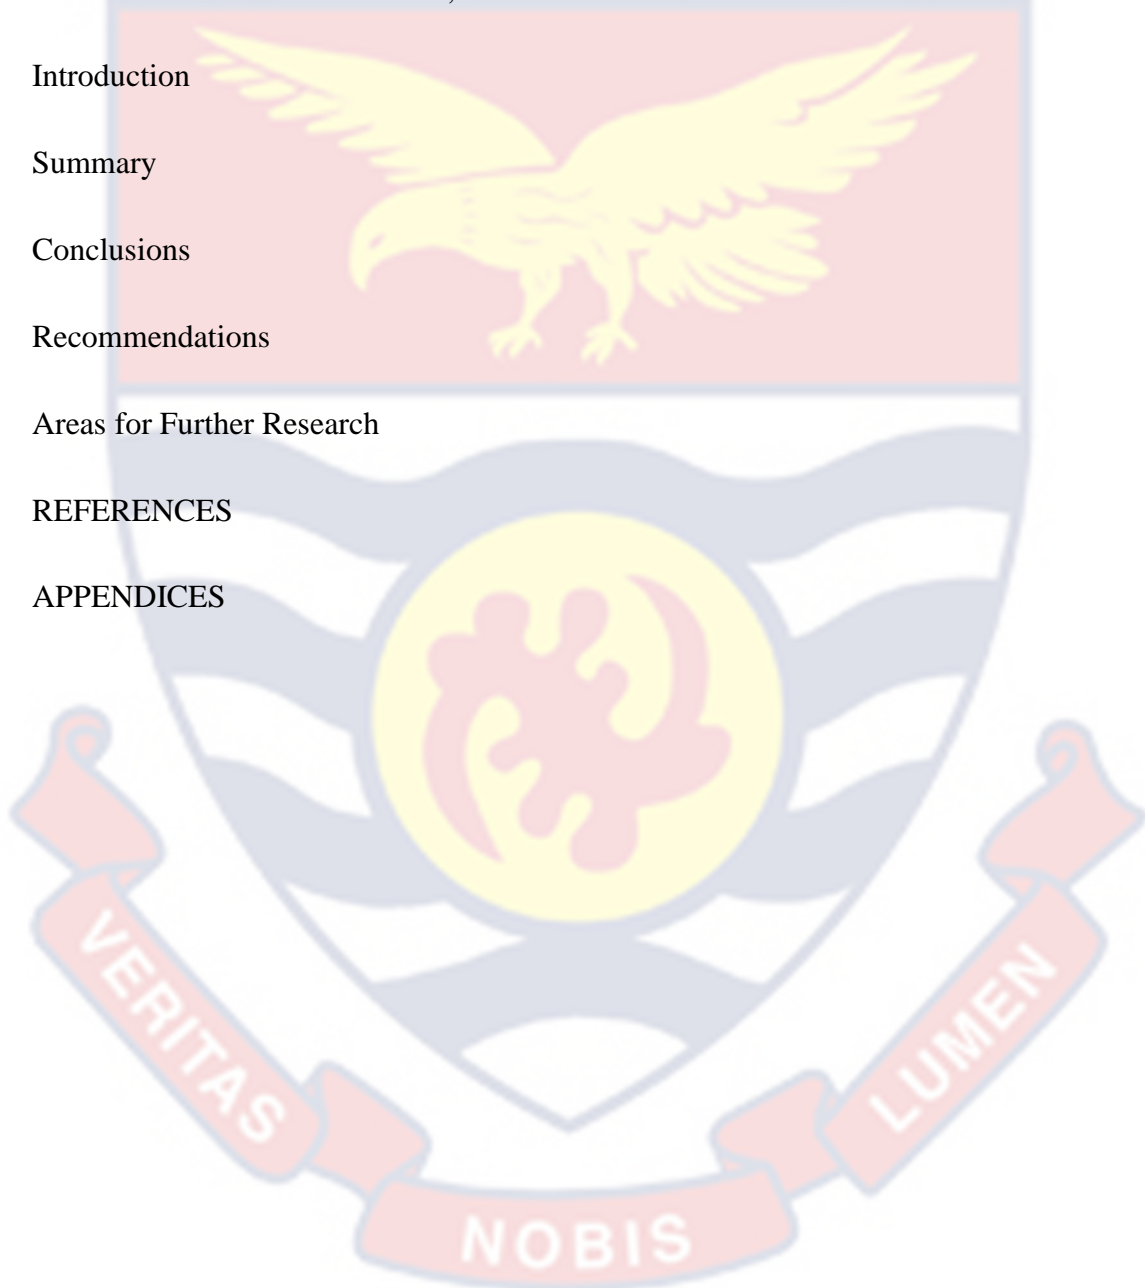 Introduction
Summary
Conclusions
Recommendations
Areas for Further Research
REFERENCES
APPENDICES
VERITAS
NOBIS
LUMEN